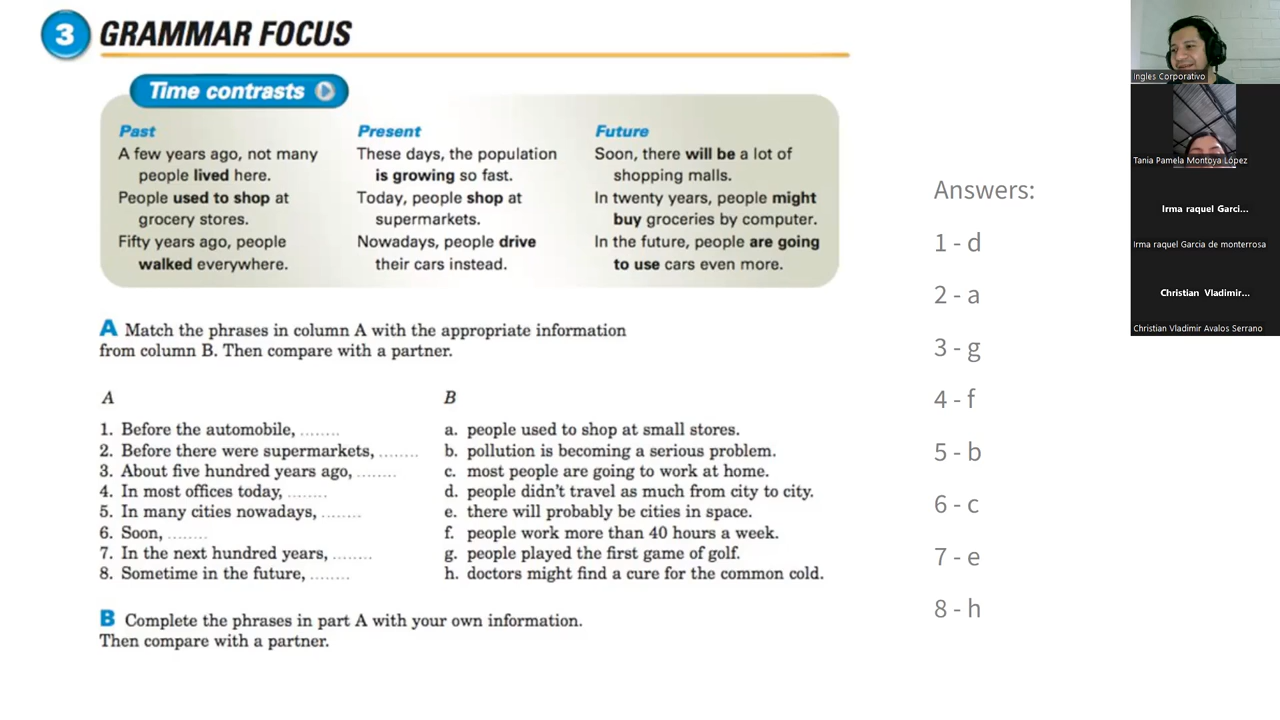 3 GRAMMAR FOCUS
Time contrasts
Past
A few years ago, not many
people lived here.
People used to shop at
grocery stores.
Fifty years ago, people
walked everywhere.
Present
These days, the population
is growing so fast.
Today, people shop at
supermarkets.
Nowadays, people drive
their cars instead.
Future
Soon, there will be a lot of
shopping malls.
In twenty years, people might
buy groceries by computer.
In the future, people are going
to use cars even more.
A Match the phrases in column A with the appropriate information
from column B. Then compare with a partner.
A
1. Before the automobile, ........
2. Before there were supermarkets, ........
3. About five hundred years ago, ........
4. In most offices today, ........
5. In many cities nowadays, ........
6. Soon, ........
7. In the next hundred years, ........
8. Sometime in the future, ........
B
a. people used to shop at small stores.
b. pollution is becoming a serious problem.
c. most people are going to work at home.
d. people didn't travel as much from city to city.
e. there will probably be cities in space.
f. people work more than 40 hours a week.
g. people played the first game of golf.
h. doctors might find a cure for the common cold.
B Complete the phrases in part A with your own information.
Then compare with a partner.
Answers:
1 - d
2 - a
3 - g
4 - f
5 - b
6 - c
7 - e
8 - h
Ingles Corporativo
Tania Pamela Montoya López
Irma raquel Garci...
Irma raquel Garcia de monterrosa
Christian Vladimir...
Christian Vladimir Avalos Serrano